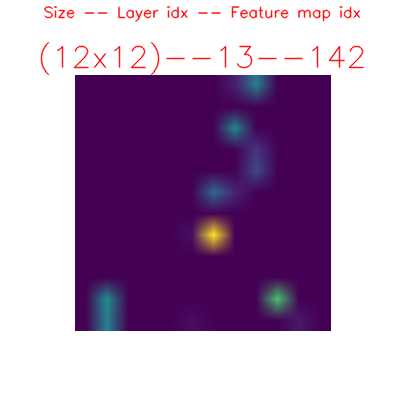 Size -- Layer idx -- Feature map idx
(12x12)--13--142